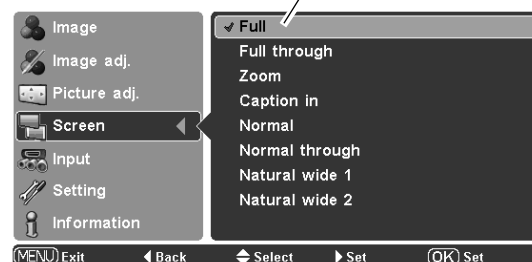 Image
Image adj.
Picture adj.
Screen
Input
Setting
Information
Full
Full through
Zoom
Caption in
Normal
Normal through
Natural wide 1
Natural wide 2
MENU Exit Back Select Set OK Set